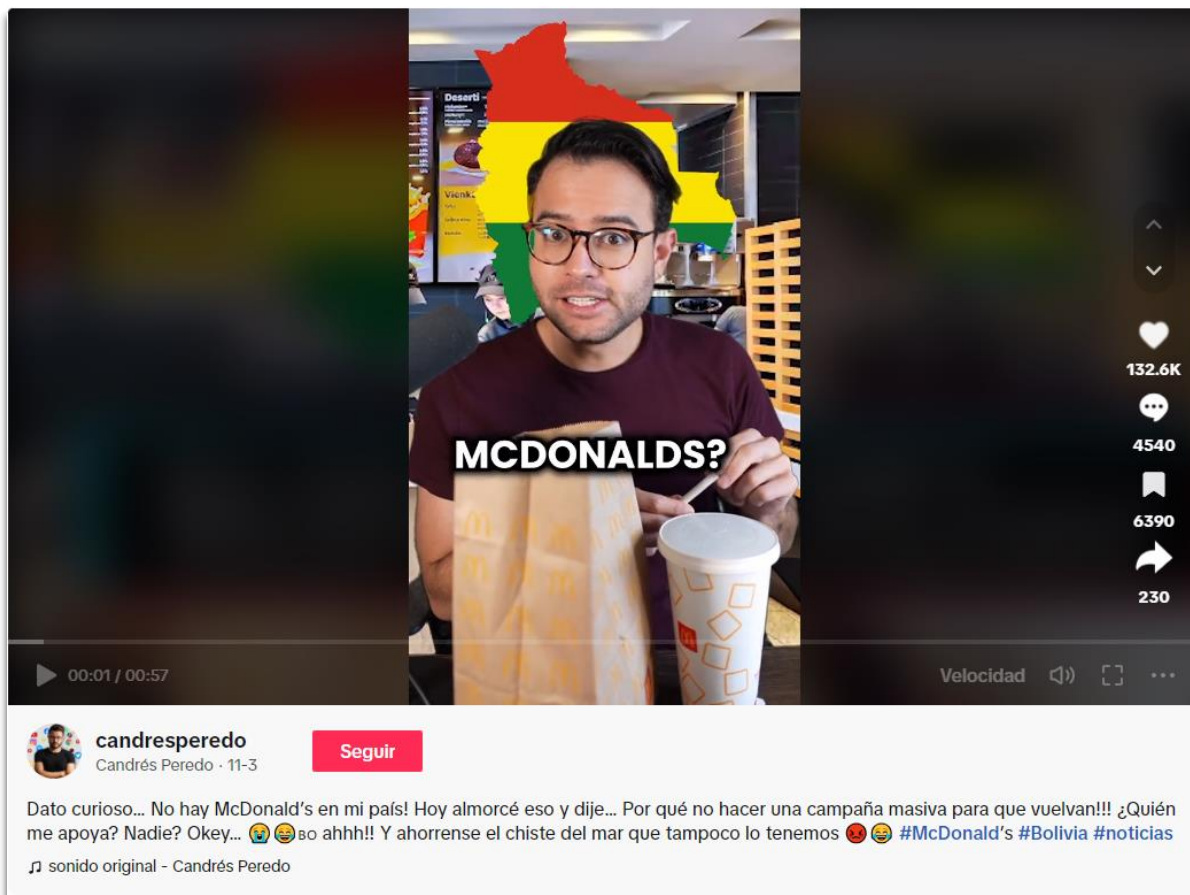 Deserti
Vienk
MCDONALDS?
132.6K
4540
6390
230
00:01 / 00:57
Velocidad
candresperedo
Candrés Peredo · 11-3
Seguir
Dato curioso... No hay McDonald's en mi país! Hoy almorcé eso y dije... Por qué no hacer una campaña masiva para que vuelvan!!! ¿Quién
me apoya? Nadie? Okey... 😭😂 BO ahhh!! Y ahorrense el chiste del mar que tampoco lo tenemos 😡😂 #McDonald's #Bolivia #noticias
♫ sonido original - Candrés Peredo